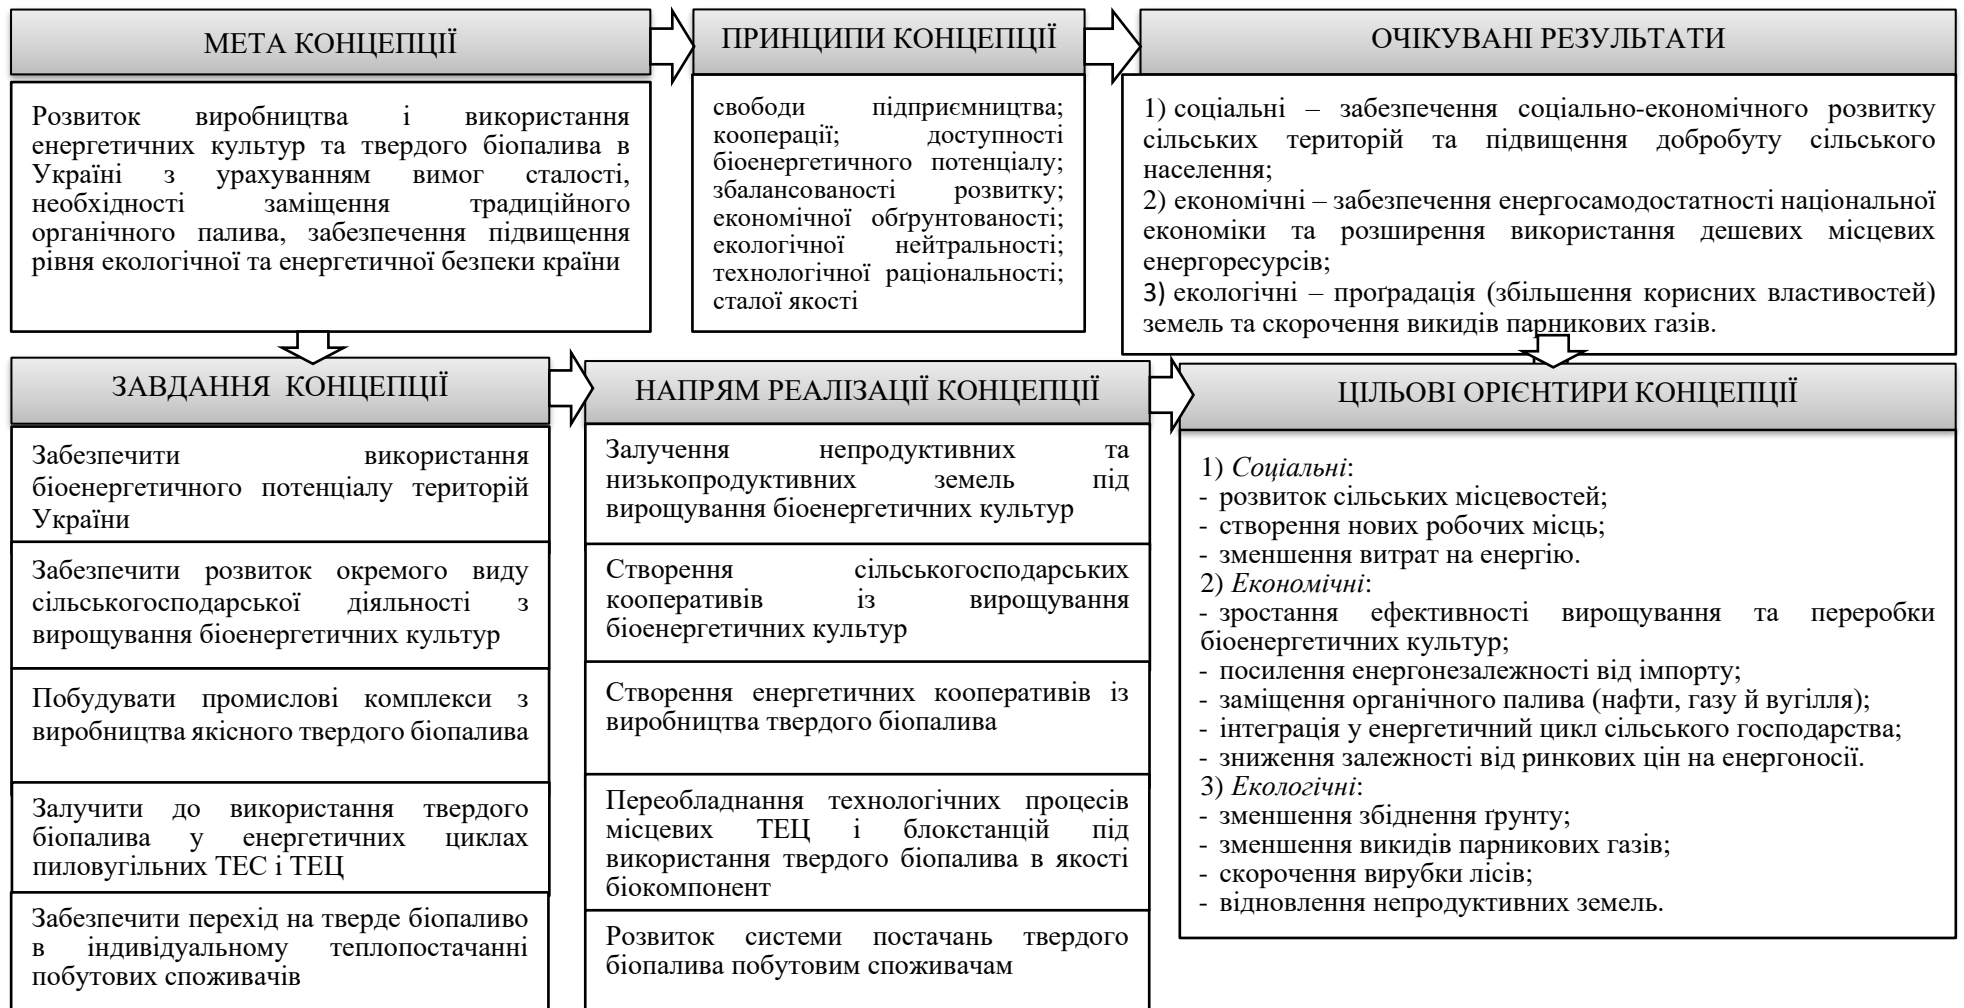 МЕТА КОНЦЕПЦІЇ
Розвиток виробництва і використання
енергетичних культур та твердого біопалива в
Україні з урахуванням вимог сталості,
необхідності заміщення традиційного
органічного палива, забезпечення підвищення
рівня екологічної та енергетичної безпеки країни
ПРИНЦИПИ КОНЦЕПЦІЇ
свободи підприємництва;
кооперації; доступності
біоенергетичного потенціалу;
збалансованості розвитку;
економічної обґрунтованості;
екологічної нейтральності;
технологічної раціональності;
сталої якості
ОЧІКУВАНІ РЕЗУЛЬТАТИ
1) соціальні – забезпечення соціально-економічного розвитку
сільських територій та підвищення добробуту сільського
населення;
2) економічні – забезпечення енергосамодостатності національної
економіки та розширення використання дешевих місцевих
енергоресурсів;
3) екологічні – проґрадація (збільшення корисних властивостей)
земель та скорочення викидів парникових газів.
ЗАВДАННЯ КОНЦЕПЦІЇ
Забезпечити використання
біоенергетичного потенціалу територій
України
Забезпечити розвиток окремого виду
сільськогосподарської діяльності з
вирощування біоенергетичних культур
Побудувати промислові комплекси з
виробництва якісного твердого біопалива
Залучити до використання твердого
біопалива у енергетичних циклах
пиловугільних ТЕС і ТЕЦ
Забезпечити перехід на тверде біопаливо
в індивідуальному теплопостачанні
побутових споживачів
НАПРЯМ РЕАЛІЗАЦІЇ КОНЦЕПЦІЇ
Залучення непродуктивних та
низькопродуктивних земель під
вирощування біоенергетичних культур
Створення сільськогосподарських
кооперативів із вирощування
біоенергетичних культур
Створення енергетичних кооперативів із
виробництва твердого біопалива
Переобладнання технологічних процесів
місцевих ТЕЦ і блокстанцій під
використання твердого біопалива в якості
біокомпонент
Розвиток системи постачань твердого
біопалива побутовим споживачам
ЦІЛЬОВІ ОРІЄНТИРИ КОНЦЕПЦІЇ
1) Соціальні:
- розвиток сільських місцевостей;
- створення нових робочих місць;
- зменшення витрат на енергію.
2) Економічні:
- зростання ефективності вирощування та переробки
біоенергетичних культур;
- посилення енергонезалежності від імпорту;
- заміщення органічного палива (нафти, газу й вугілля);
- інтеграція у енергетичний цикл сільського господарства;
- зниження залежності від ринкових цін на енергоносії.
3) Екологічні:
- зменшення збіднення ґрунту;
- зменшення викидів парникових газів;
- скорочення вирубки лісів;
- відновлення непродуктивних земель.